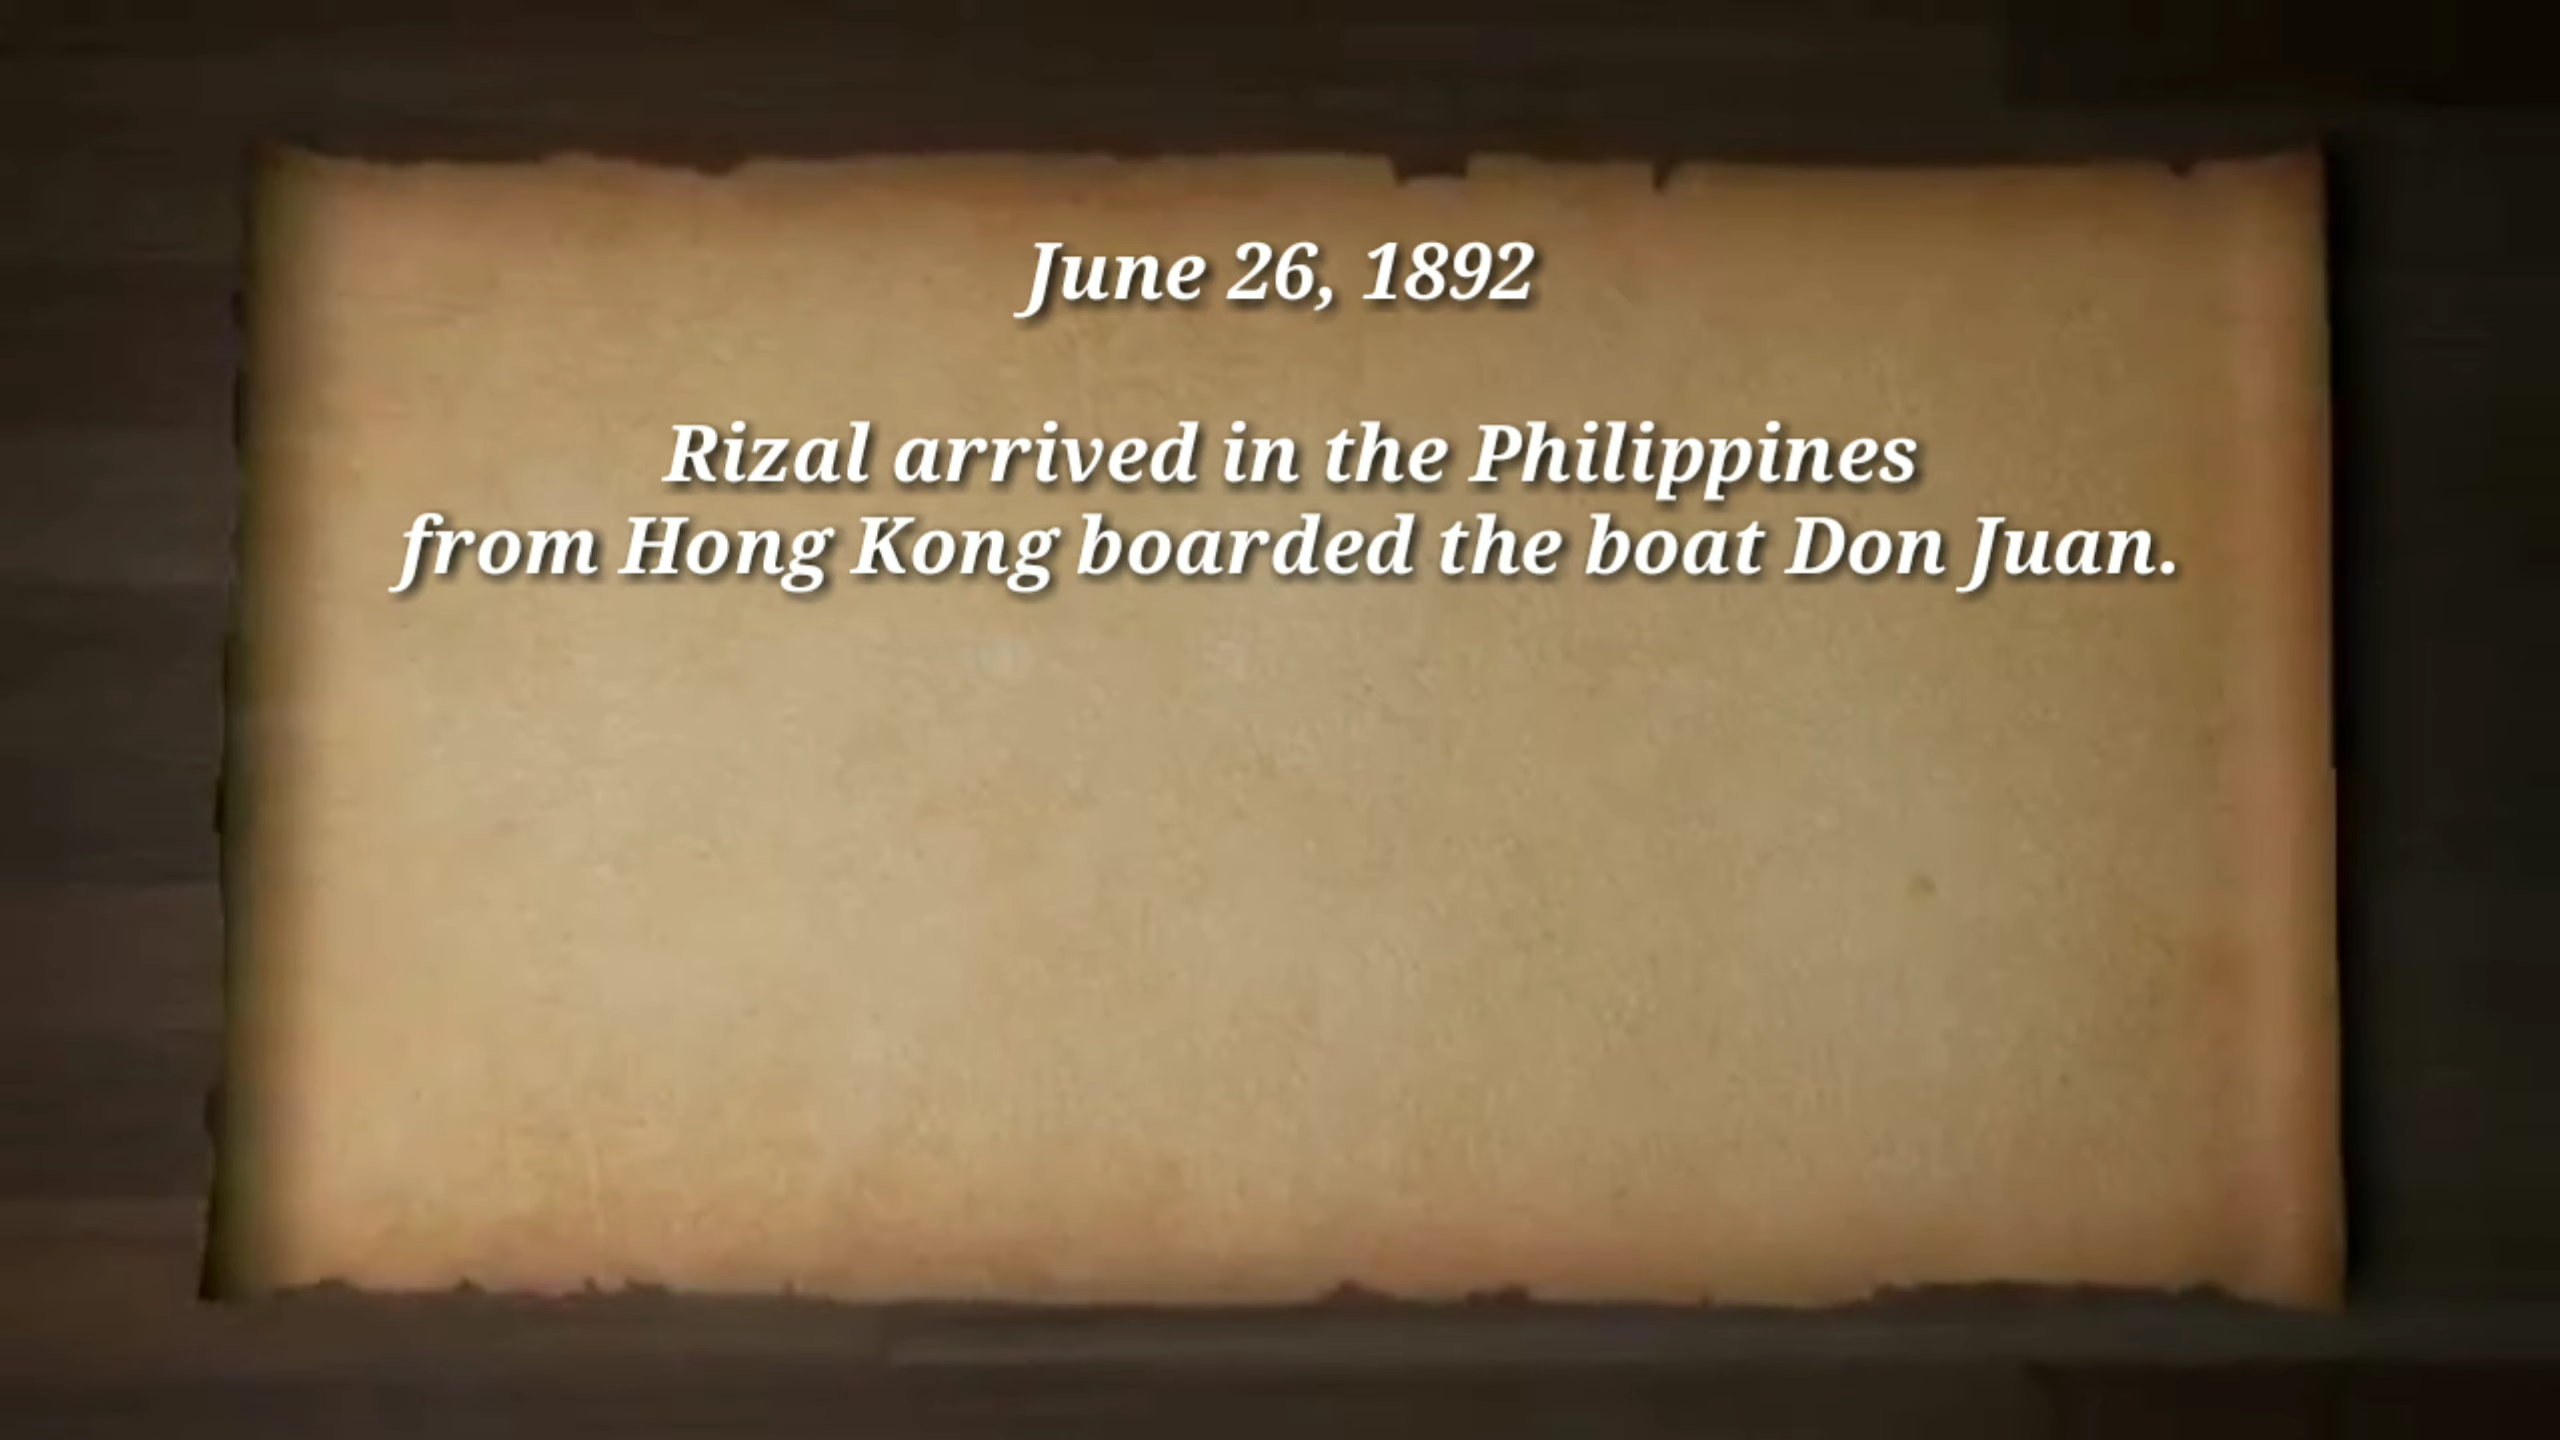 June 26, 1892
Rizal arrived in the Philippines
from Hong Kong boarded the boat Don Juan.